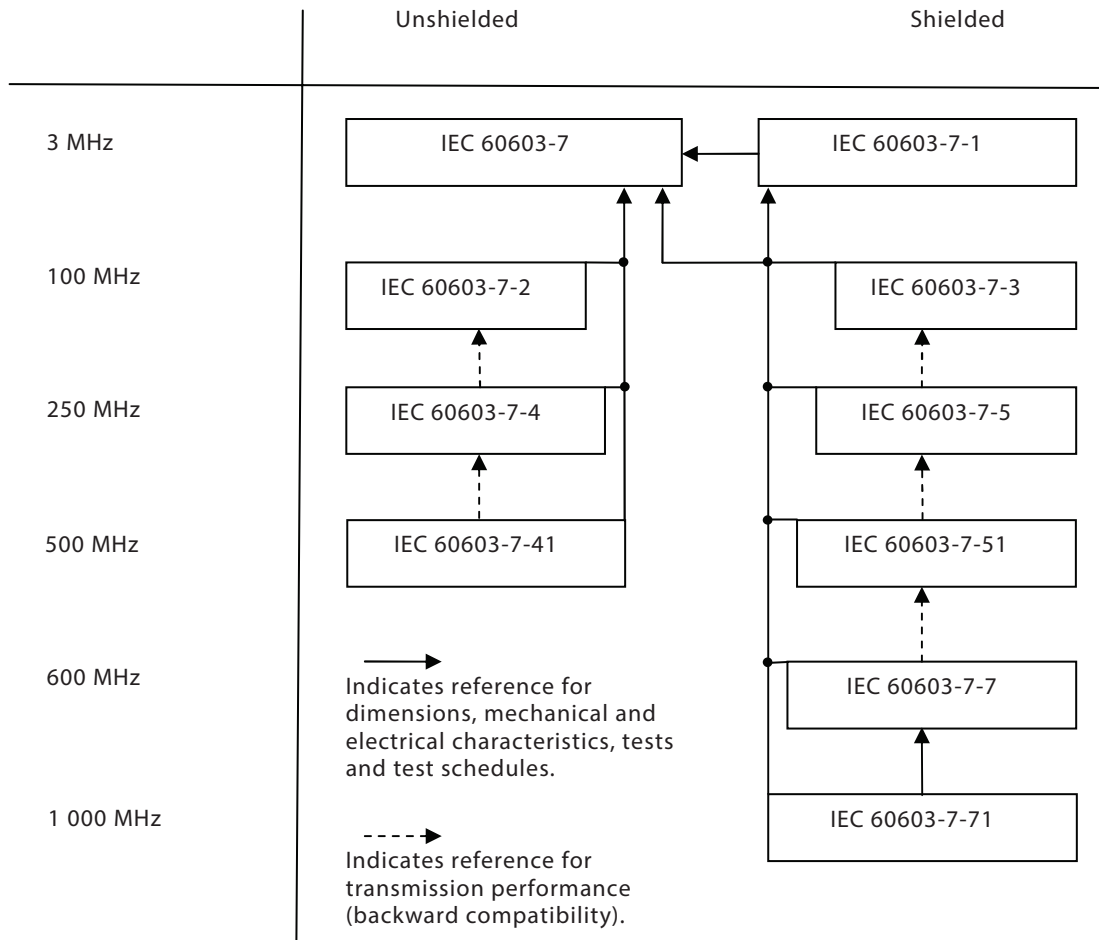 Unshielded Shielded
3 MHz IEC 60603-7 IEC 60603-7-1
100 MHz IEC 60603-7-2 IEC 60603-7-3
250 MHz IEC 60603-7-4 IEC 60603-7-5
500 MHz IEC 60603-7-41 IEC 60603-7-51
600 MHz IEC 60603-7-7
Indicates reference for
dimensions, mechanical and
electrical characteristics, tests
and test schedules.
1 000 MHz IEC 60603-7-71
Indicates reference for
transmission performance
(backward compatibility).